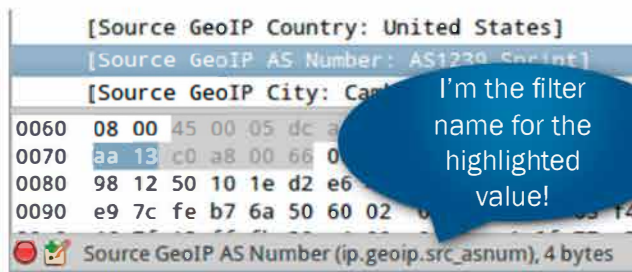 [Source GeoIP Country: United States]
[Source GeoIP AS Number: AS1239 Sprint]
[Source GeoIP City:
I'm the filter
name for the
highlighted
value!
0060 08 00 45 00 05 dc
0070 aa 13 c0 a8 00 66
0080 98 12 50 10 1e d2 e6
0090 e9 7c fe b7 6a 50 60 02
Source GeoIP AS Number (ip.geoip.src_asnum), 4 bytes